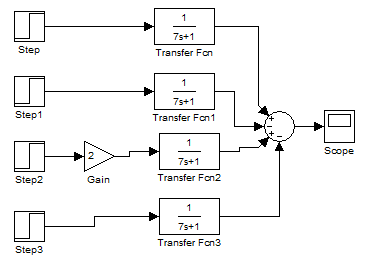 1
7s+1
Step
Transfer Fcn
1
7s+1
Step1
Transfer Fcn1
+
−
+
−
Scope
2
1
7s+1
Step2
Gain
Transfer Fcn2
1
7s+1
Step3
Transfer Fcn3